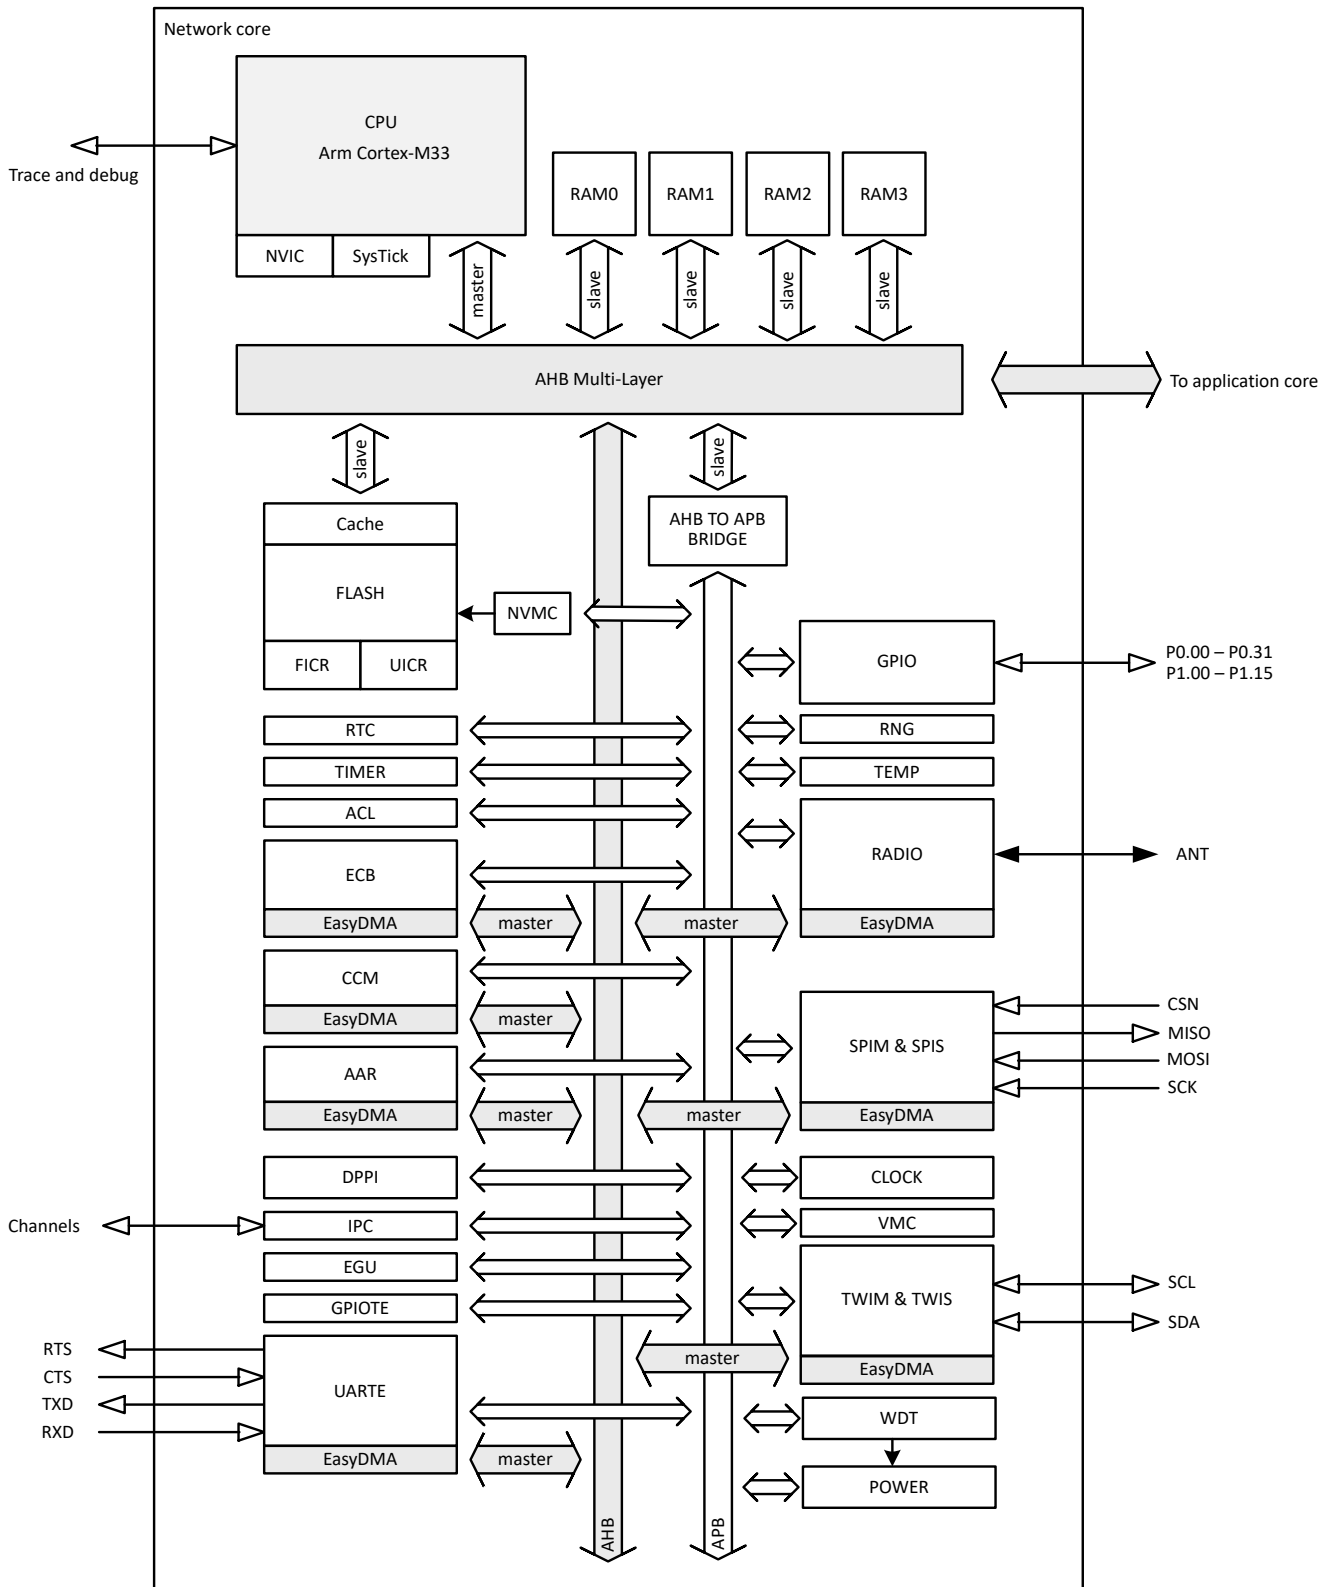 Network core
CPU
Arm Cortex-M33
Trace and debug
NVIC
SysTick
RAM0
RAM1
RAM2
RAM3
master
slave
slave
slave
slave
AHB Multi-Layer
To application core
slave
slave
Cache
FLASH
FICR
UICR
NVMC
AHB TO APB
BRIDGE
GPIO
P0.00 – P0.31
P1.00 – P1.15
RTC
RNG
TIMER
TEMP
ACL
ECB
EasyDMA
master
master
RADIO
EasyDMA
ANT
CCM
EasyDMA
master
AAR
EasyDMA
master
master
SPIM & SPIS
EasyDMA
CSN
MISO
MOSI
SCK
DPPI
CLOCK
Channels
IPC
VMC
EGU
GPIOTE
TWIM & TWIS
EasyDMA
master
SCL
SDA
RTS
CTS
TXD
RXD
UARTE
EasyDMA
master
WDT
POWER
AHB
APB